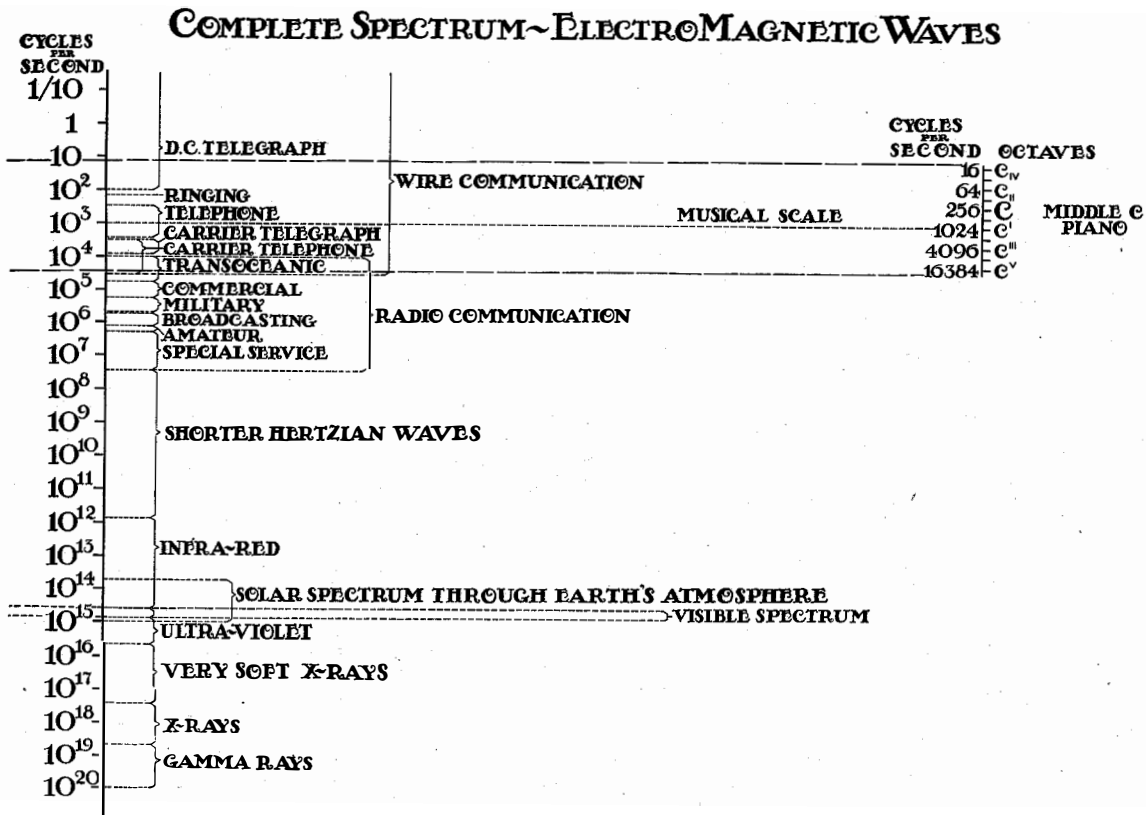 COMPLETE SPECTRUM~ELECTROMAGNETIC WAVES
CYCLES
PER
SECOND
1/10
1
10
10²
10³
10⁴
10⁵
10⁶
10⁷
10⁸
10⁹
10¹⁰
10¹¹
10¹²
10¹³
10¹⁴
10¹⁵
10¹⁶
10¹⁷
10¹⁸
10¹⁹
10²⁰
D.C. TELEGRAPH
RINGING
TELEPHONE
CARRIER TELEGRAPH
CARRIER TELEPHONE
TRANSOCEANIC
COMMERCIAL
MILITARY
BROADCASTING
AMATEUR
SPECIAL SERVICE
SHORTER HERTZIAN WAVES
INFRA~RED
SOLAR SPECTRUM THROUGH EARTH'S ATMOSPHERE
VISIBLE SPECTRUM
ULTRA~VIOLET
VERY SOFT X~RAYS
X~RAYS
GAMMA RAYS
WIRE COMMUNICATION
RADIO COMMUNICATION
MUSICAL SCALE
CYCLES
PER
SECOND OCTAVES
16 C IV
64 C II
256 C
1024 C I
4096 C III
16384 C V
MIDDLE C
PIANO